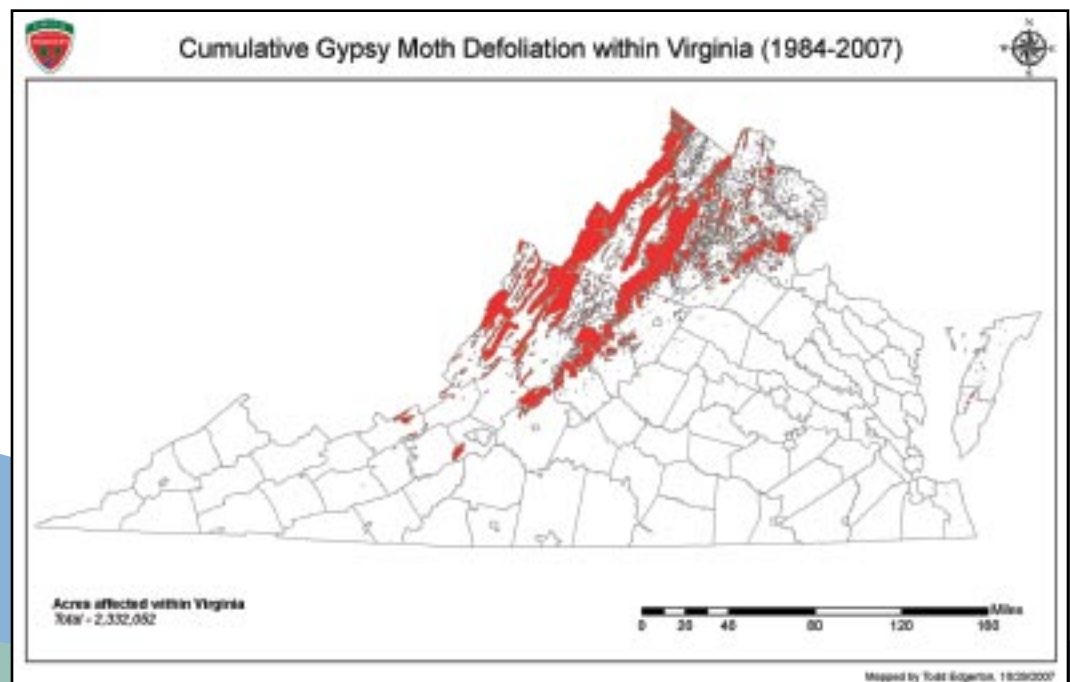 Cumulative Gypsy Moth Defoliation within Virginia (1984-2007)
N
Acres affected within Virginia
Total - 2,332,052
Miles
0 20 40 80 120 160
Mapped by Todd Edgerton, 10/29/2007